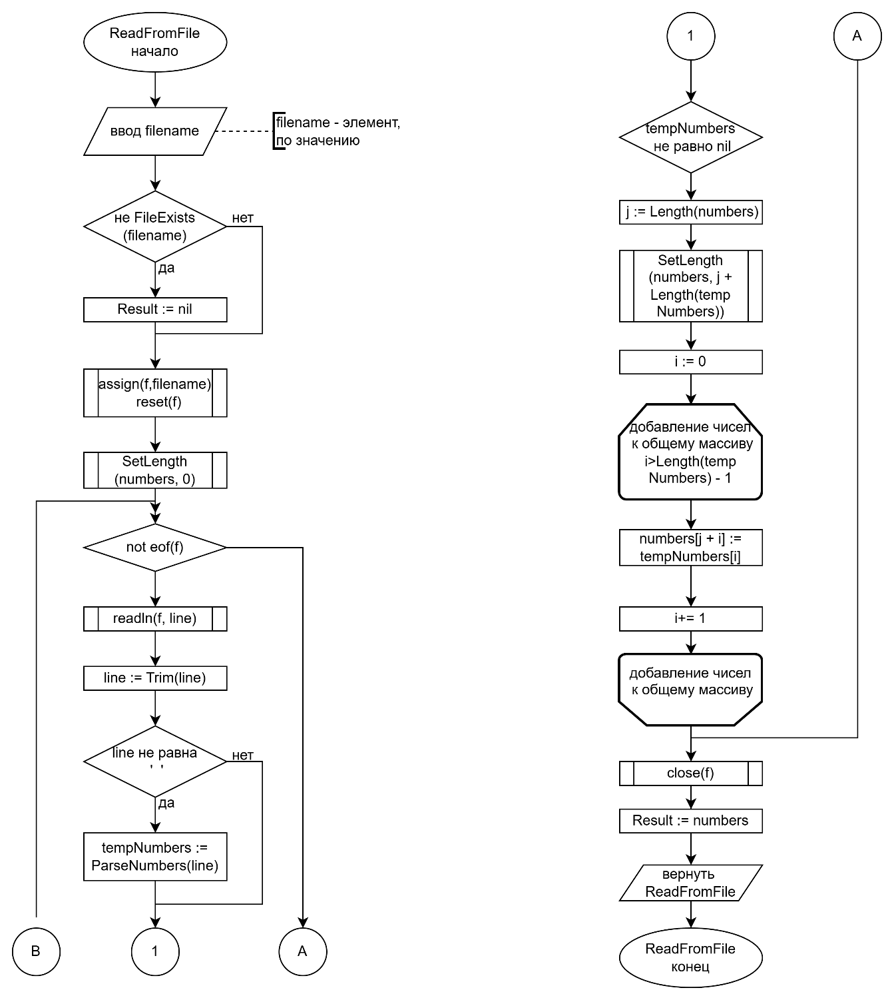 ReadFromFile
начало
ввод filename
filename - элемент,
по значению
не FileExists
(filename)
нет
да
Result := nil
assign(f,filename)
reset(f)
SetLength
(numbers, 0)
not eof(f)
readln(f, line)
line := Trim(line)
line не равна
' '
нет
да
tempNumbers :=
ParseNumbers(line)
B
1
A
1
A
tempNumbers
не равно nil
j := Length(numbers)
SetLength
(numbers, j +
Length(temp
Numbers))
i := 0
добавление чисел
к общему массиву
i>Length(temp
Numbers) - 1
numbers[j + i] :=
tempNumbers[i]
i+= 1
добавление чисел
к общему массиву
close(f)
Result := numbers
вернуть
ReadFromFile
ReadFromFile
конец